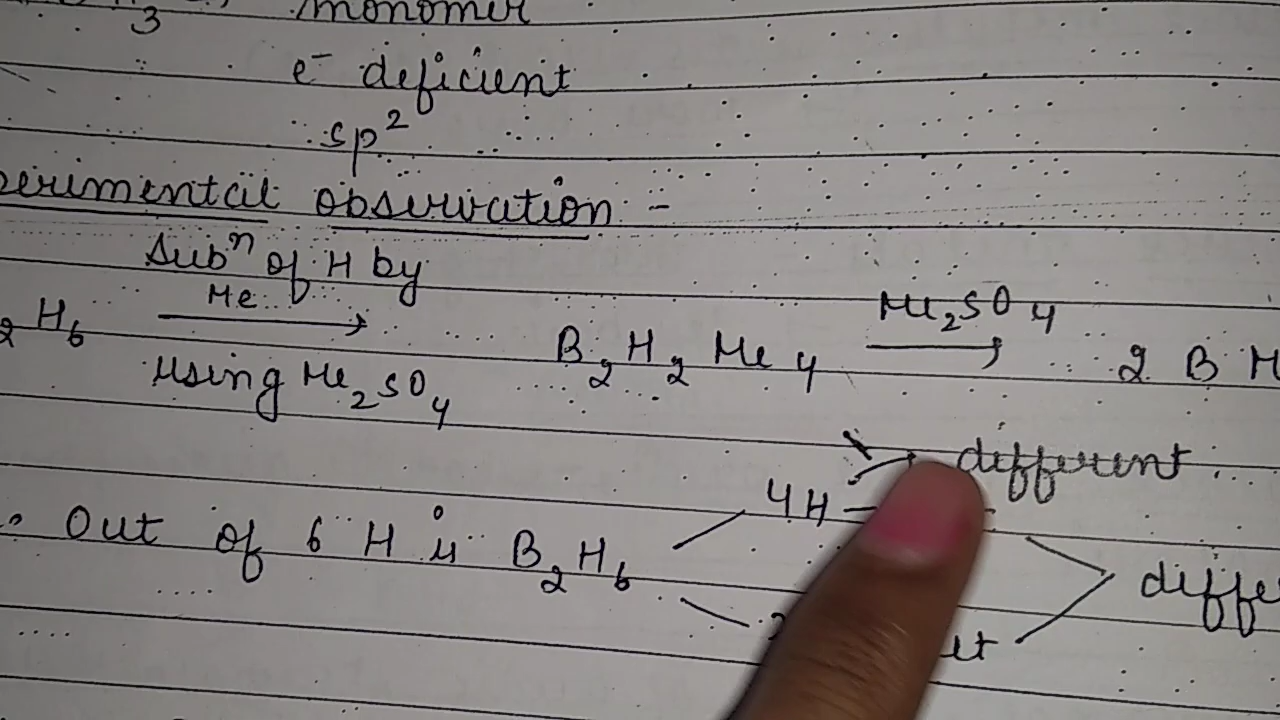 3 monomer
e⁻ deficient
sp²
perimental observation :-
Subⁿ of H by
Me
₂H₆ → B₂H₂Me₄ → 2 B M
Me₂SO₄
using Me₂SO₄
different
4H
Out of 6 H in B₂H₆
diffe